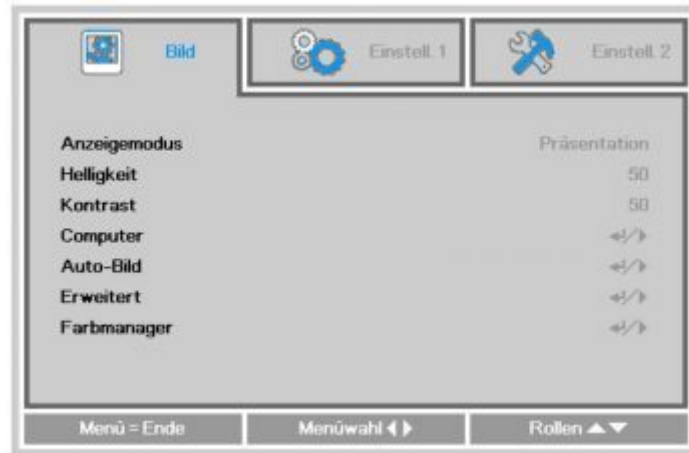 Bild Einstell. 1 Einstell. 2
Anzeigemodus Präsentation
Helligkeit 50
Kontrast 50
Computer
Auto-Bild
Erweitert
Farbmanager
Menü = Ende Menüwahl Rollen